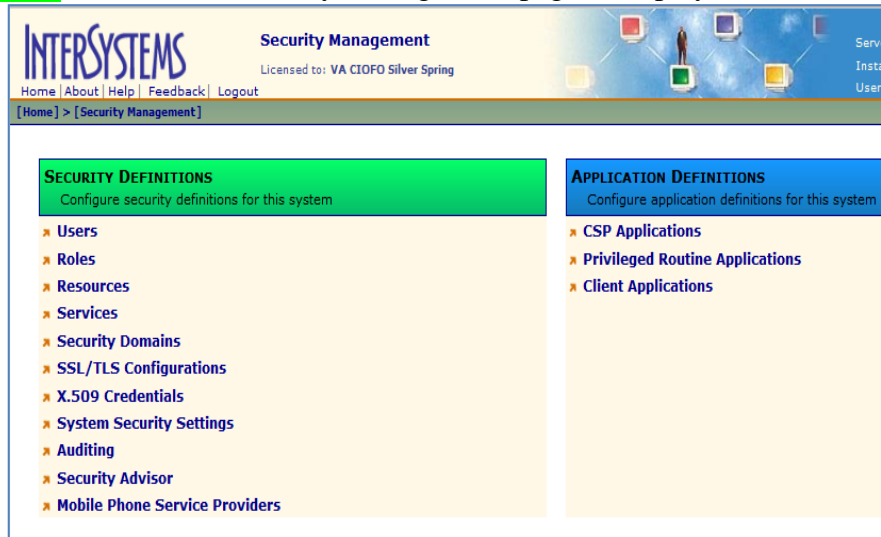 INTERSYSTEMS
Security Management
Licensed to: VA CIOFO Silver Spring
Home | About | Help | Feedback | Logout
[Home] > [Security Management]
SECURITY DEFINITIONS
Configure security definitions for this system
Users
Roles
Resources
Services
Security Domains
SSL/TLS Configurations
X.509 Credentials
System Security Settings
Auditing
Security Advisor
Mobile Phone Service Providers
APPLICATION DEFINITIONS
Configure application definitions for this system
CSP Applications
Privileged Routine Applications
Client Applications